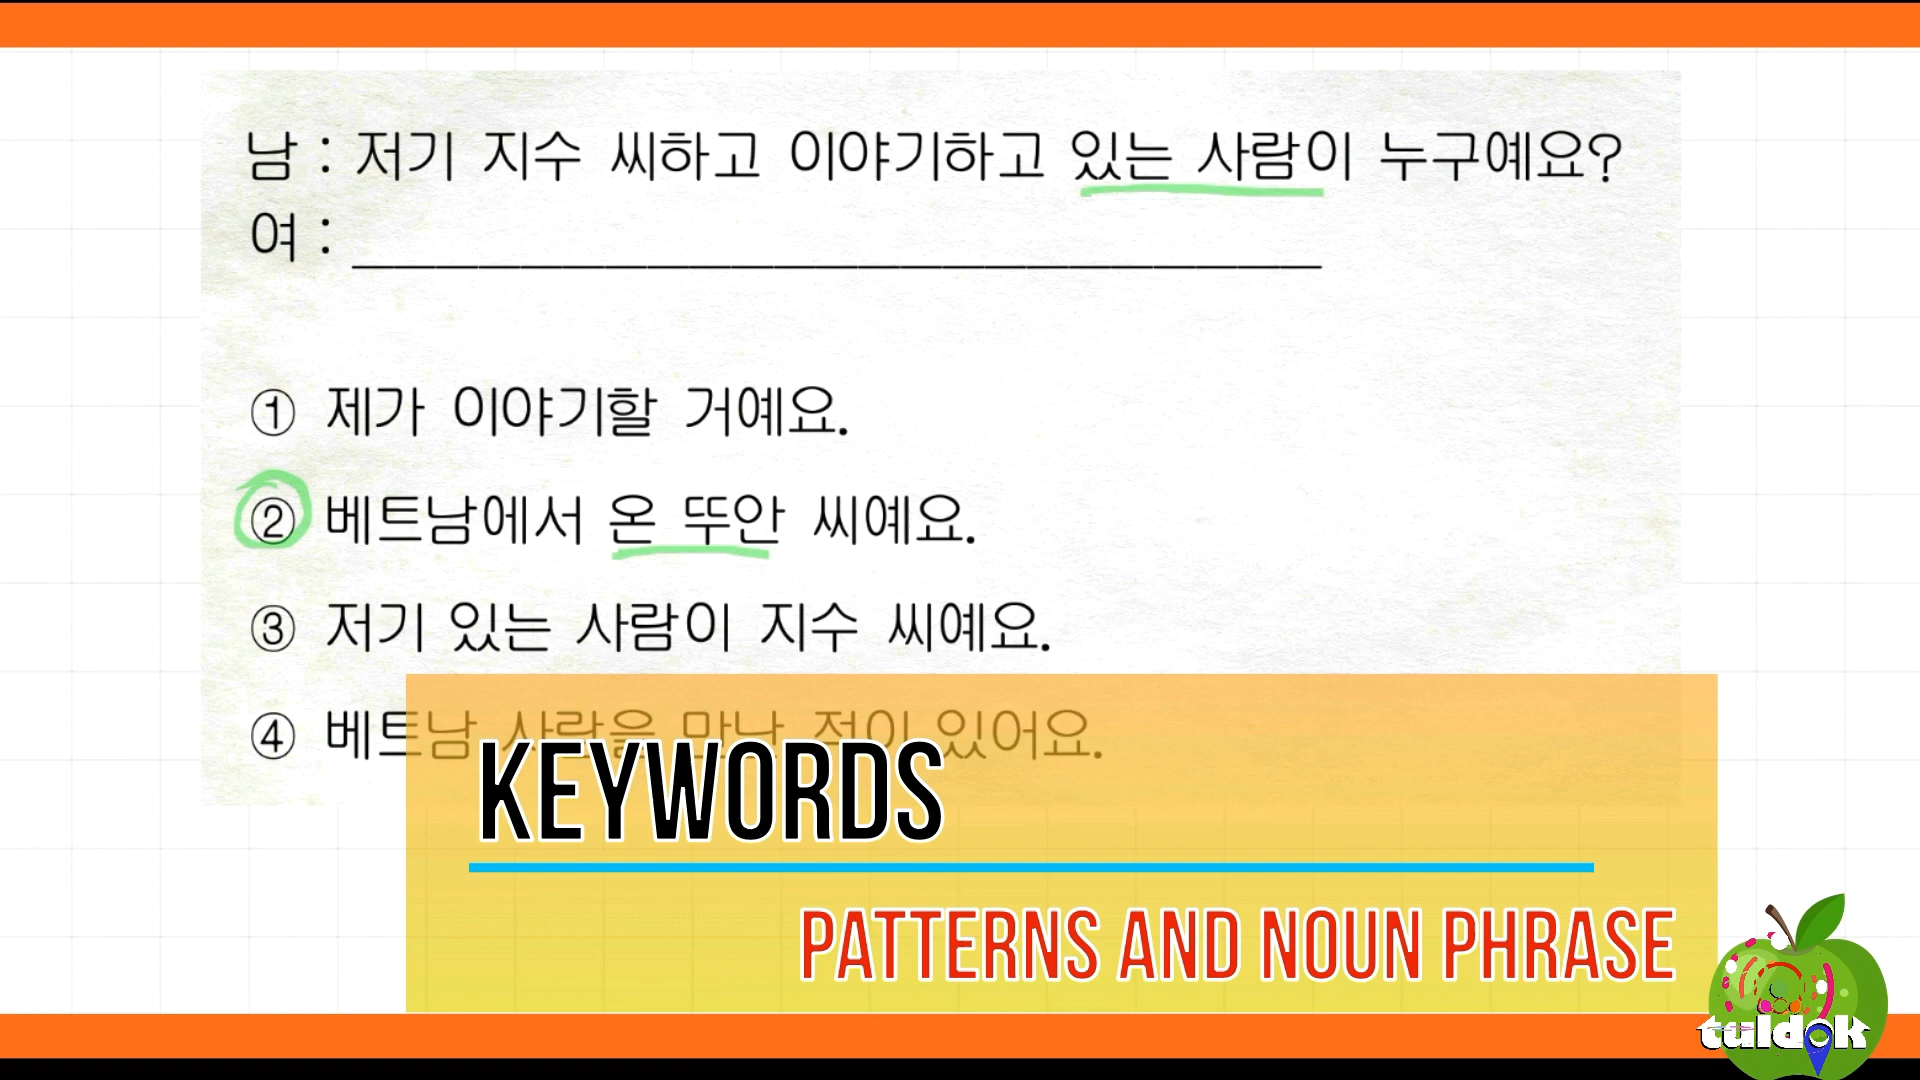 남 : 저기 지수 씨하고 이야기하고 있는 사람이 누구예요?
여 :
① 제가 이야기할 거예요.
② 베트남에서 온 뚜안 씨예요.
③ 저기 있는 사람이 지수 씨예요.
④ 베트남 사람을 만난 적이 있어요.
KEYWORDS
PATTERNS AND NOUN PHRASE
tuldok